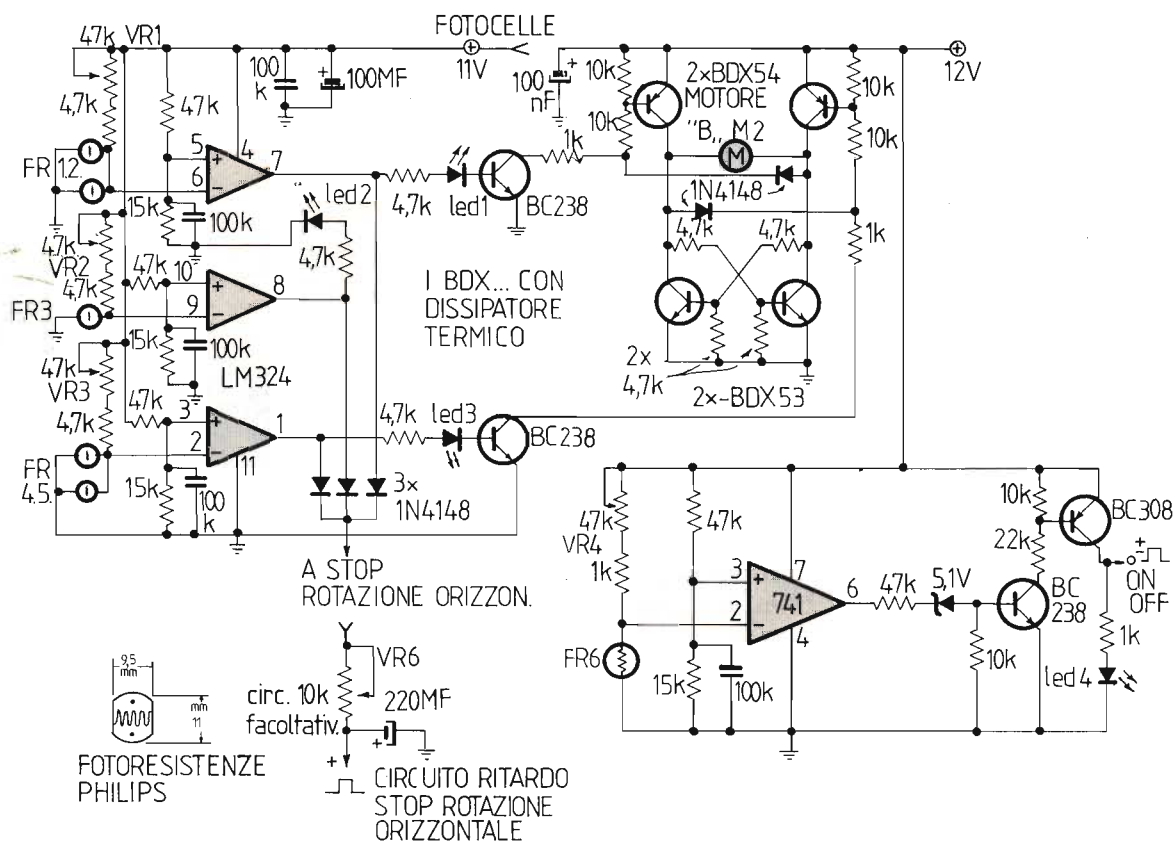 FOTOCELLE
47k VR1
11V
12V
100
k
100MF
100
nF
10k
2xBDX54
MOTORE
10k
4,7k
47k
10k
"B„ M2
M
10k
1k
5
+
4
7
6
-
FR 1.2.
1N4148
led2
4,7k
led1
BC238
15k
100k
4,7k
4,7k
1k
47k
VR2
47k
10
+
8
4,7k
4,7k
9
-
FR3
I BDX... CON
DISSIPATORE
TERMICO
15k
100k
LM324
2x
4,7k
2x-BDX53
47k
VR3
47k
3
+
1
4,7k
led3
BC238
4,7k
2
-
11
FR
4.5.
15k
100
k
3x
1N4148
A STOP
ROTAZIONE ORIZZON.
47k
VR4
47k
10k
BC308
22k
1k
3
+
7
6
47k
5,1V
+
-
ON
OFF
741
2
-
4
BC
238
FR6
15k
100k
10k
1k
led4
VR6
9,5
mm
mm
11
circ. 10k
facoltativ.
220MF
+
FOTORESISTENZE
PHILIPS
+
CIRCUITO RITARDO
STOP ROTAZIONE
ORIZZONTALE